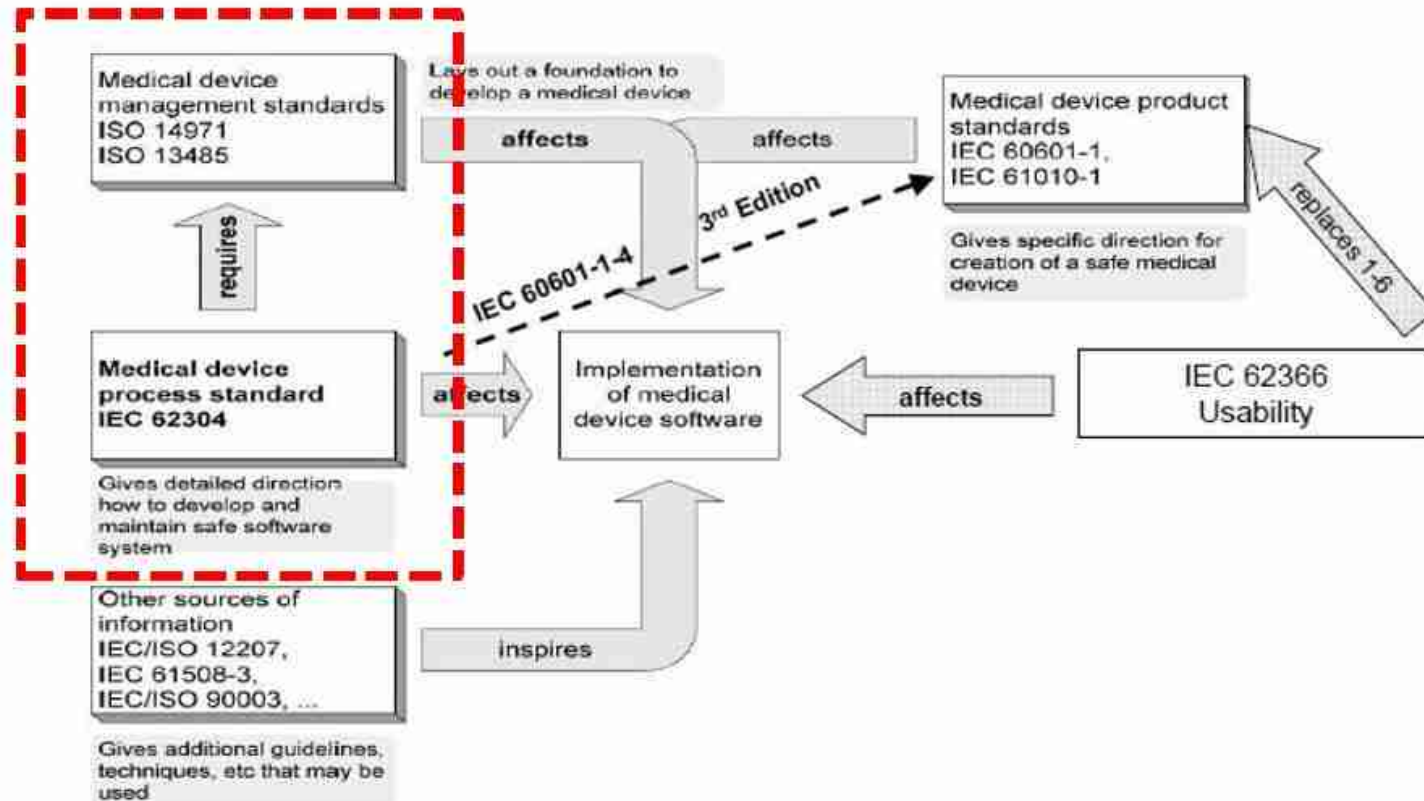 Medical device
management standards
ISO 14971
ISO 13485
Lays out a foundation to
develop a medical device
affects
affects
Medical device product
standards
IEC 60601-1,
IEC 61010-1
replaces 1-6
Gives specific direction for
creation of a safe medical
device
requires
IEC 60601-1-4
3rd Edition
Medical device
process standard
IEC 62304
affects
Implementation
of medical
device software
affects
IEC 62366
Usability
Gives detailed direction
how to develop and
maintain safe software
system
Other sources of
information
IEC/ISO 12207,
IEC 61508-3,
IEC/ISO 90003, ...
inspires
Gives additional guidelines,
techniques, etc that may be
used